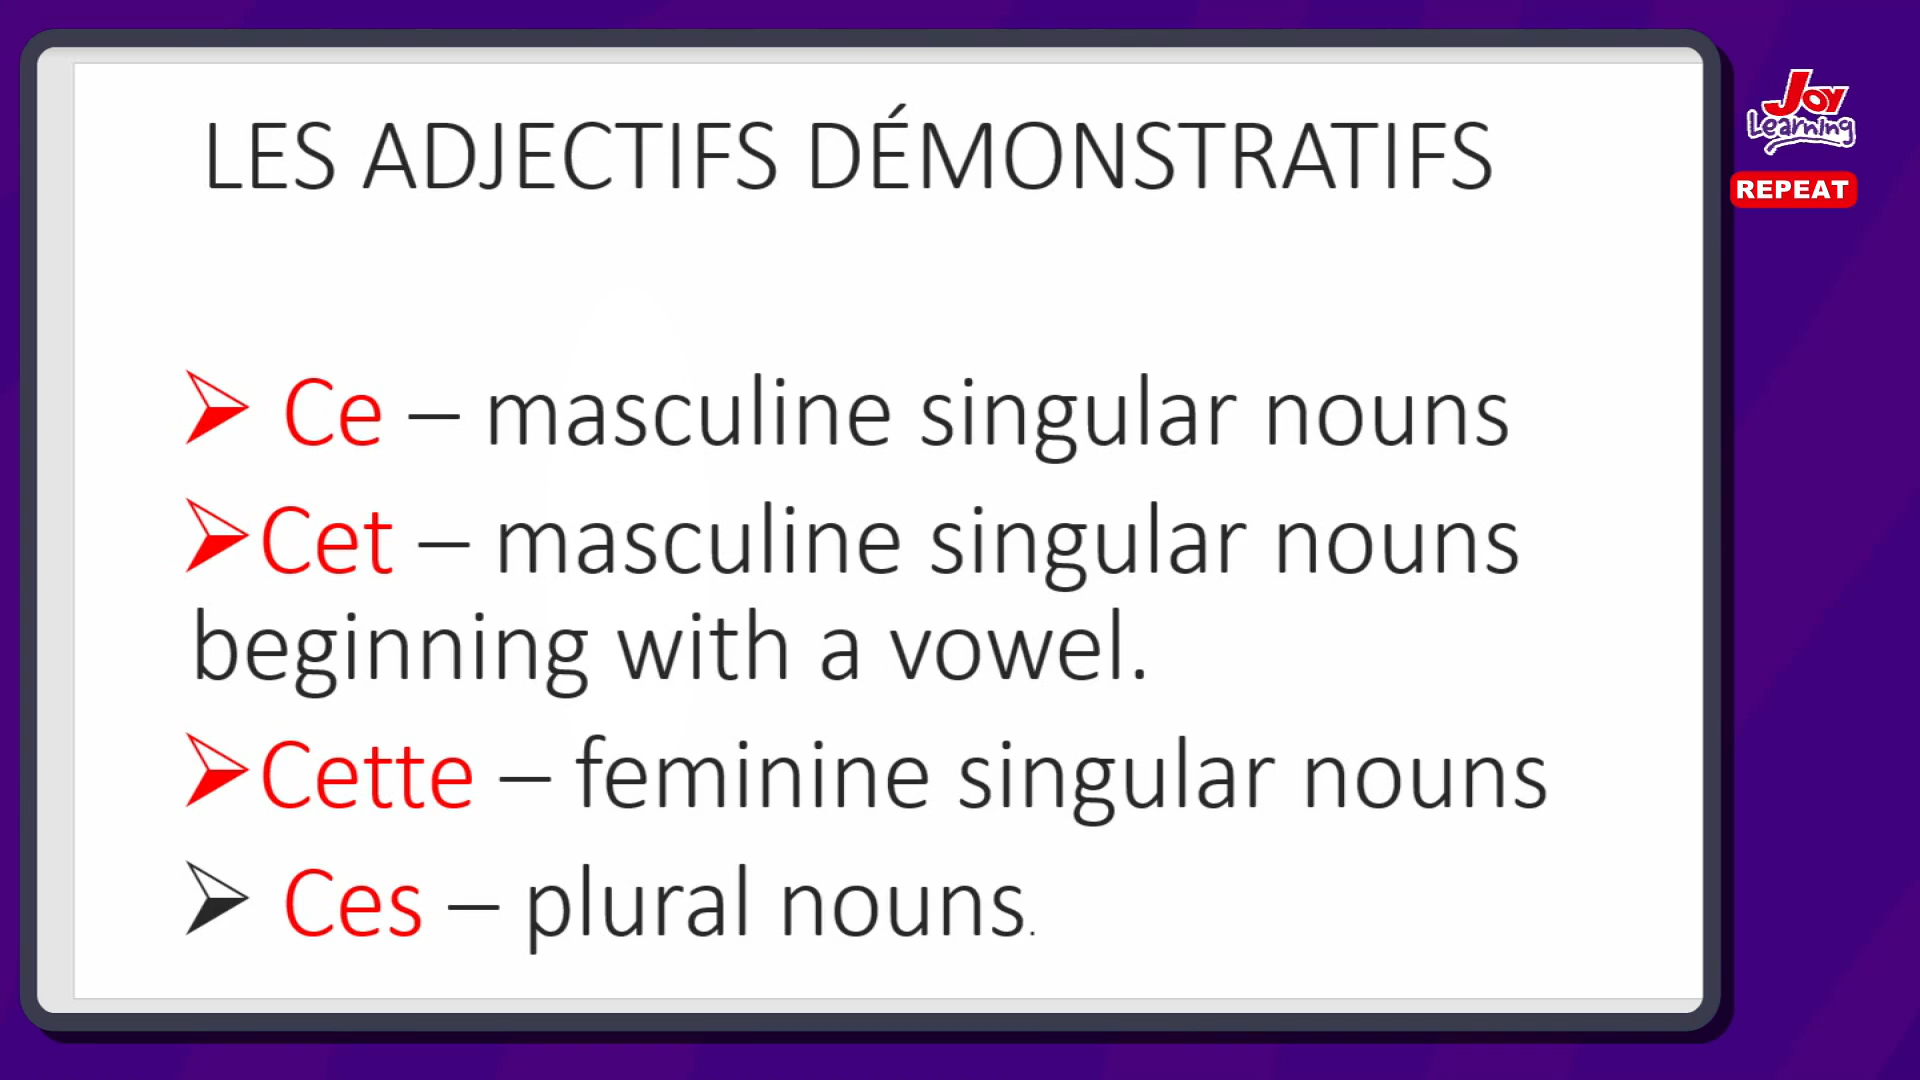 LES ADJECTIFS DÉMONSTRATIFS
Joy
Learning
REPEAT
Ce – masculine singular nouns
Cet – masculine singular nouns
beginning with a vowel.
Cette – feminine singular nouns
Ces – plural nouns.